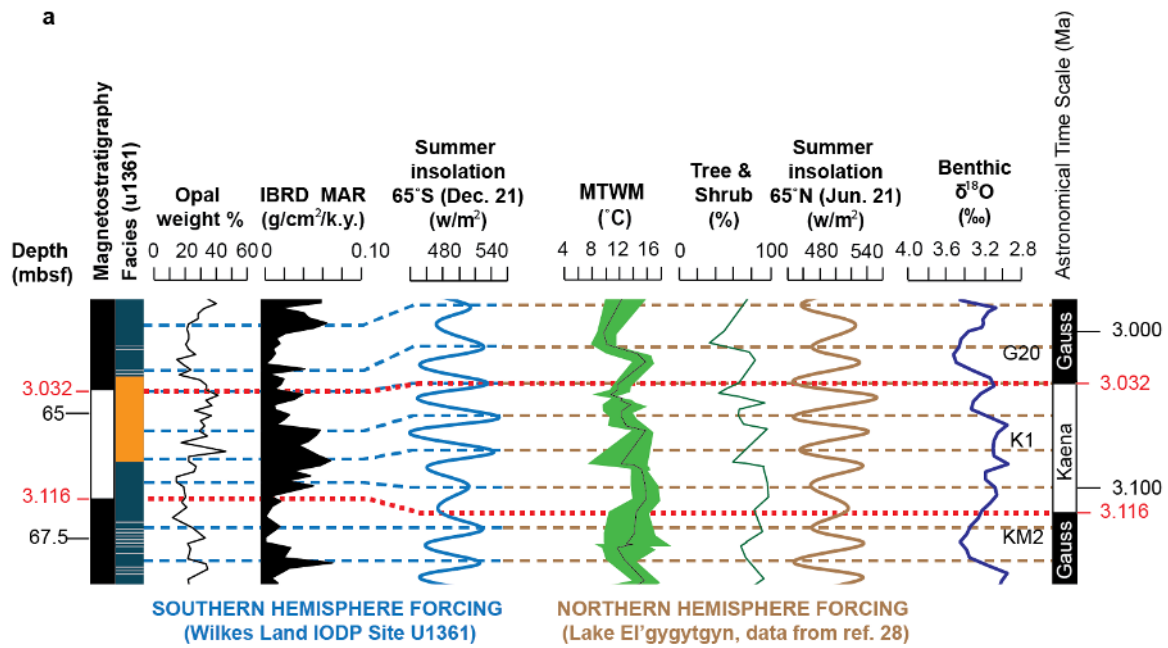 a
Depth
(mbsf)
Magnetostratigraphy
Facies (u1361)
Opal
weight %
0 20 40 60
IBRD MAR
(g/cm²/k.y.)
0 0.10
Summer
insolation
65°S (Dec. 21)
(w/m²)
480 540
MTWM
(°C)
4 8 12 16
Tree &
Shrub
(%)
0 100
Summer
insolation
65°N (Jun. 21)
(w/m²)
480 540
Benthic
δ¹⁸O
(‰)
4.0 3.6 3.2 2.8
Astronomical Time Scale (Ma)
3.032
65
3.116
67.5
G20
K1
KM2
Gauss
Kaena
Gauss
3.000
3.032
3.100
3.116
SOUTHERN HEMISPHERE FORCING
(Wilkes Land IODP Site U1361)
NORTHERN HEMISPHERE FORCING
(Lake El'gygytgyn, data from ref. 28)